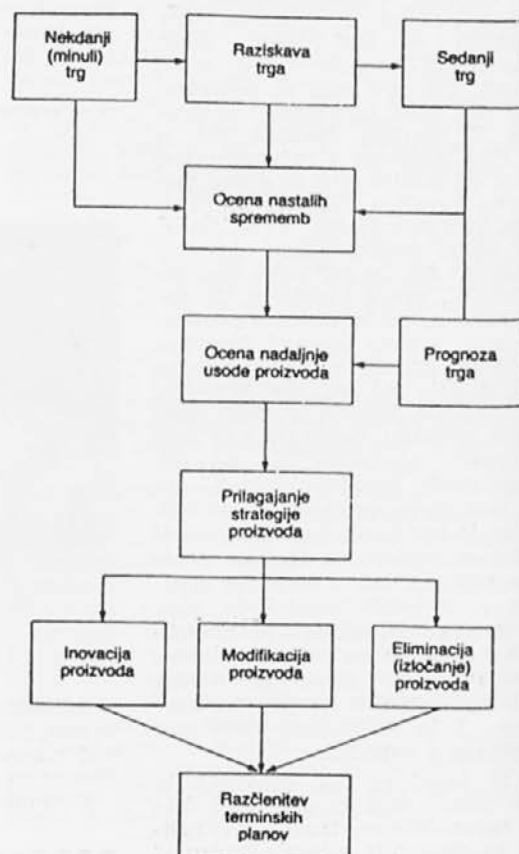 Nekdanji
(minuli)
trg
Raziskava
trga
Sedanji
trg
Ocena nastalih
sprememb
Ocena nadaljnje
usode proizvoda
Prognoza
trga
Prilagajanje
strategije
proizvoda
Inovacija
proizvoda
Modifikacija
proizvoda
Eliminacija
(izločanje)
proizvoda
Razčlenitev
terminskih
planov